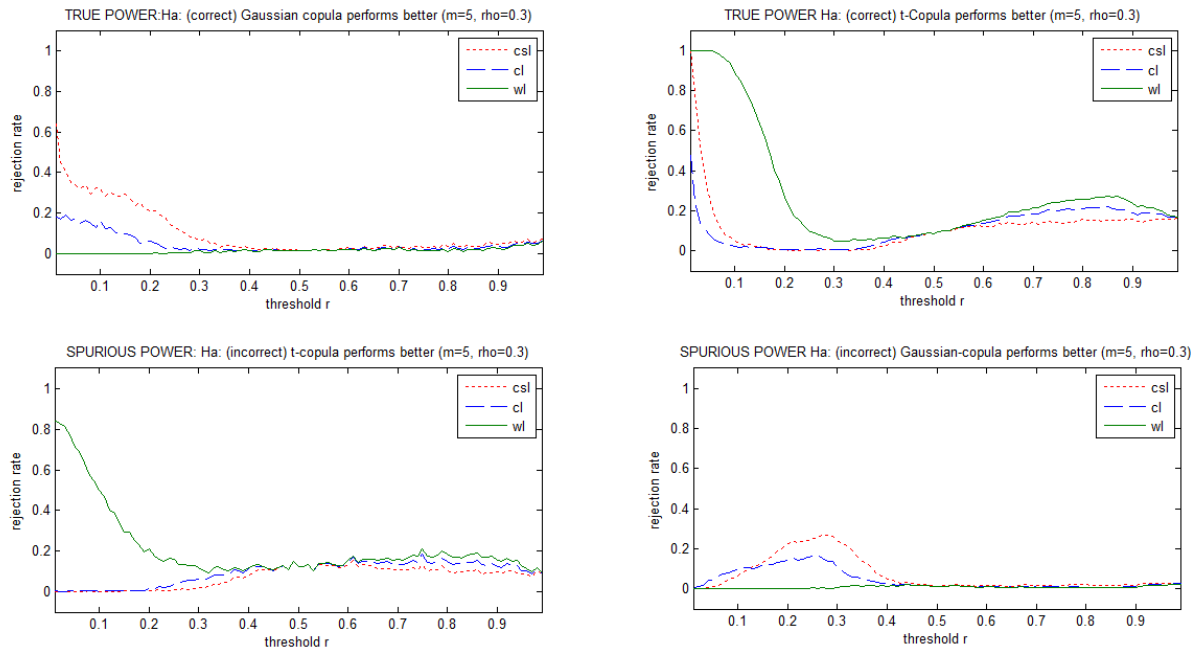 TRUE POWER:Ha: (correct) Gaussian copula performs better (m=5, rho=0.3)
1
0.8
0.6
0.4
0.2
0
rejection rate
csl
cl
wl
0.1 0.2 0.3 0.4 0.5 0.6 0.7 0.8 0.9
threshold r
TRUE POWER Ha: (correct) t-Copula performs better (m=5, rho=0.3)
1
0.8
0.6
0.4
0.2
0
rejection rate
csl
cl
wl
0.1 0.2 0.3 0.4 0.5 0.6 0.7 0.8 0.9
threshold r
SPURIOUS POWER: Ha: (incorrect) t-copula performs better (m=5, rho=0.3)
1
0.8
0.6
0.4
0.2
0
rejection rate
csl
cl
wl
0.1 0.2 0.3 0.4 0.5 0.6 0.7 0.8 0.9
threshold r
SPURIOUS POWER Ha: (incorrect) Gaussian-copula performs better (m=5, rho=0.3)
1
0.8
0.6
0.4
0.2
0
rejection rate
csl
cl
wl
0.1 0.2 0.3 0.4 0.5 0.6 0.7 0.8 0.9
threshold r